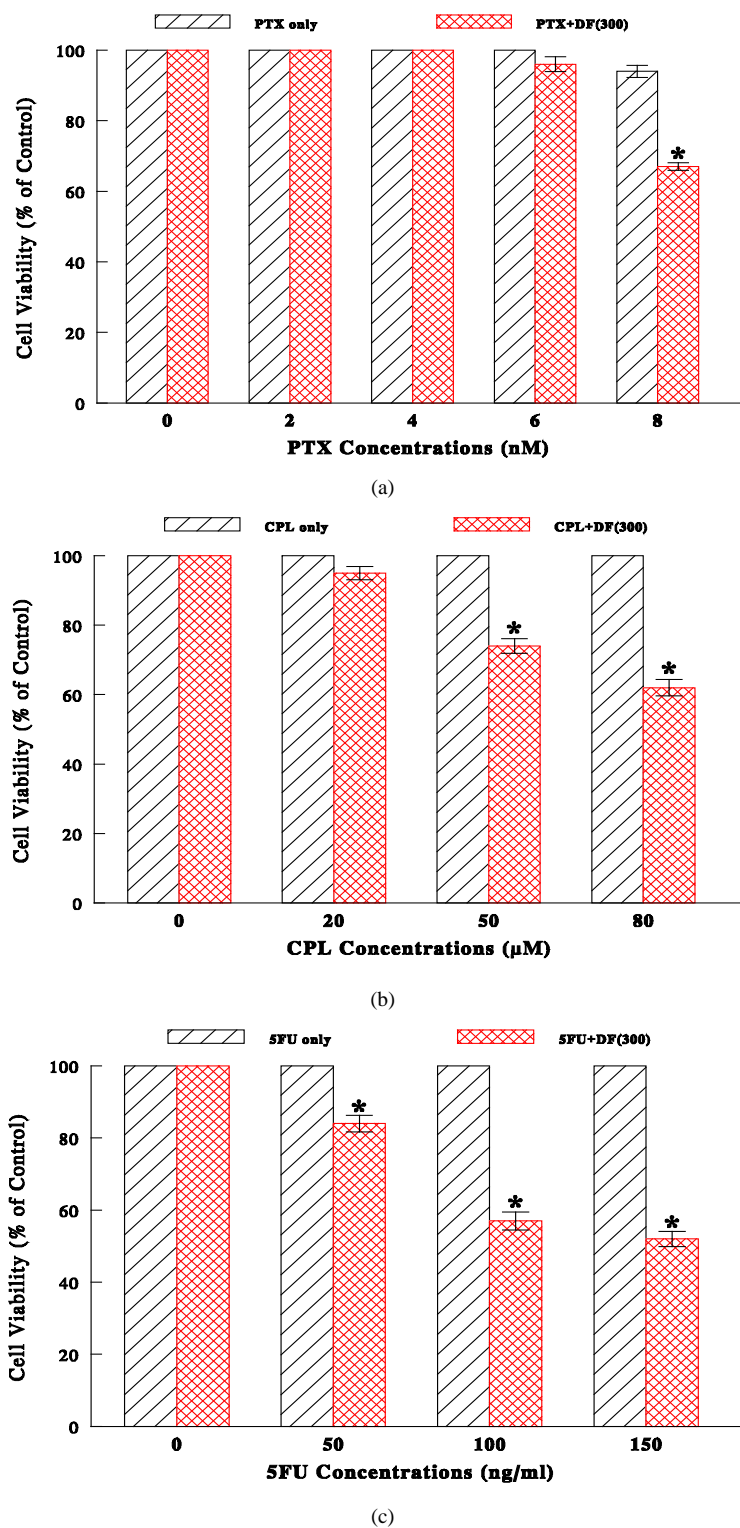 PTX only PTX+DF(300)
100
80
60
40
20
0
Cell Viability (% of Control)
*
0 2 4 6 8
PTX Concentrations (nM)
(a)
CPL only CPL+DF(300)
100
80
60
40
20
0
Cell Viability (% of Control)
* *
0 20 50 80
CPL Concentrations (µM)
(b)
5FU only 5FU+DF(300)
100
80
60
40
20
0
Cell Viability (% of Control)
* * *
0 50 100 150
5FU Concentrations (ng/ml)
(c)